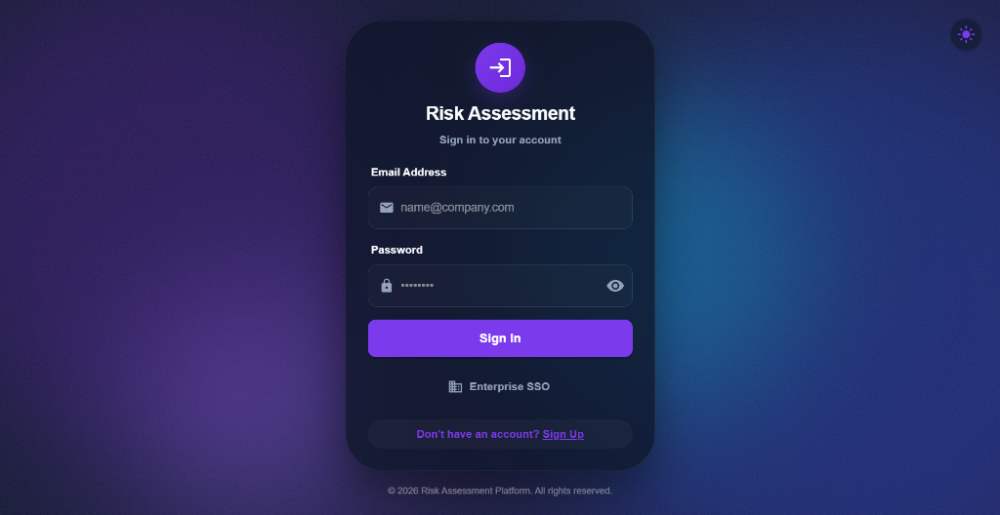 Risk Assessment
Sign in to your account
Email Address
name@company.com
Password
••••••••
Sign In
Enterprise SSO
Don't have an account? Sign Up
© 2026 Risk Assessment Platform. All rights reserved.